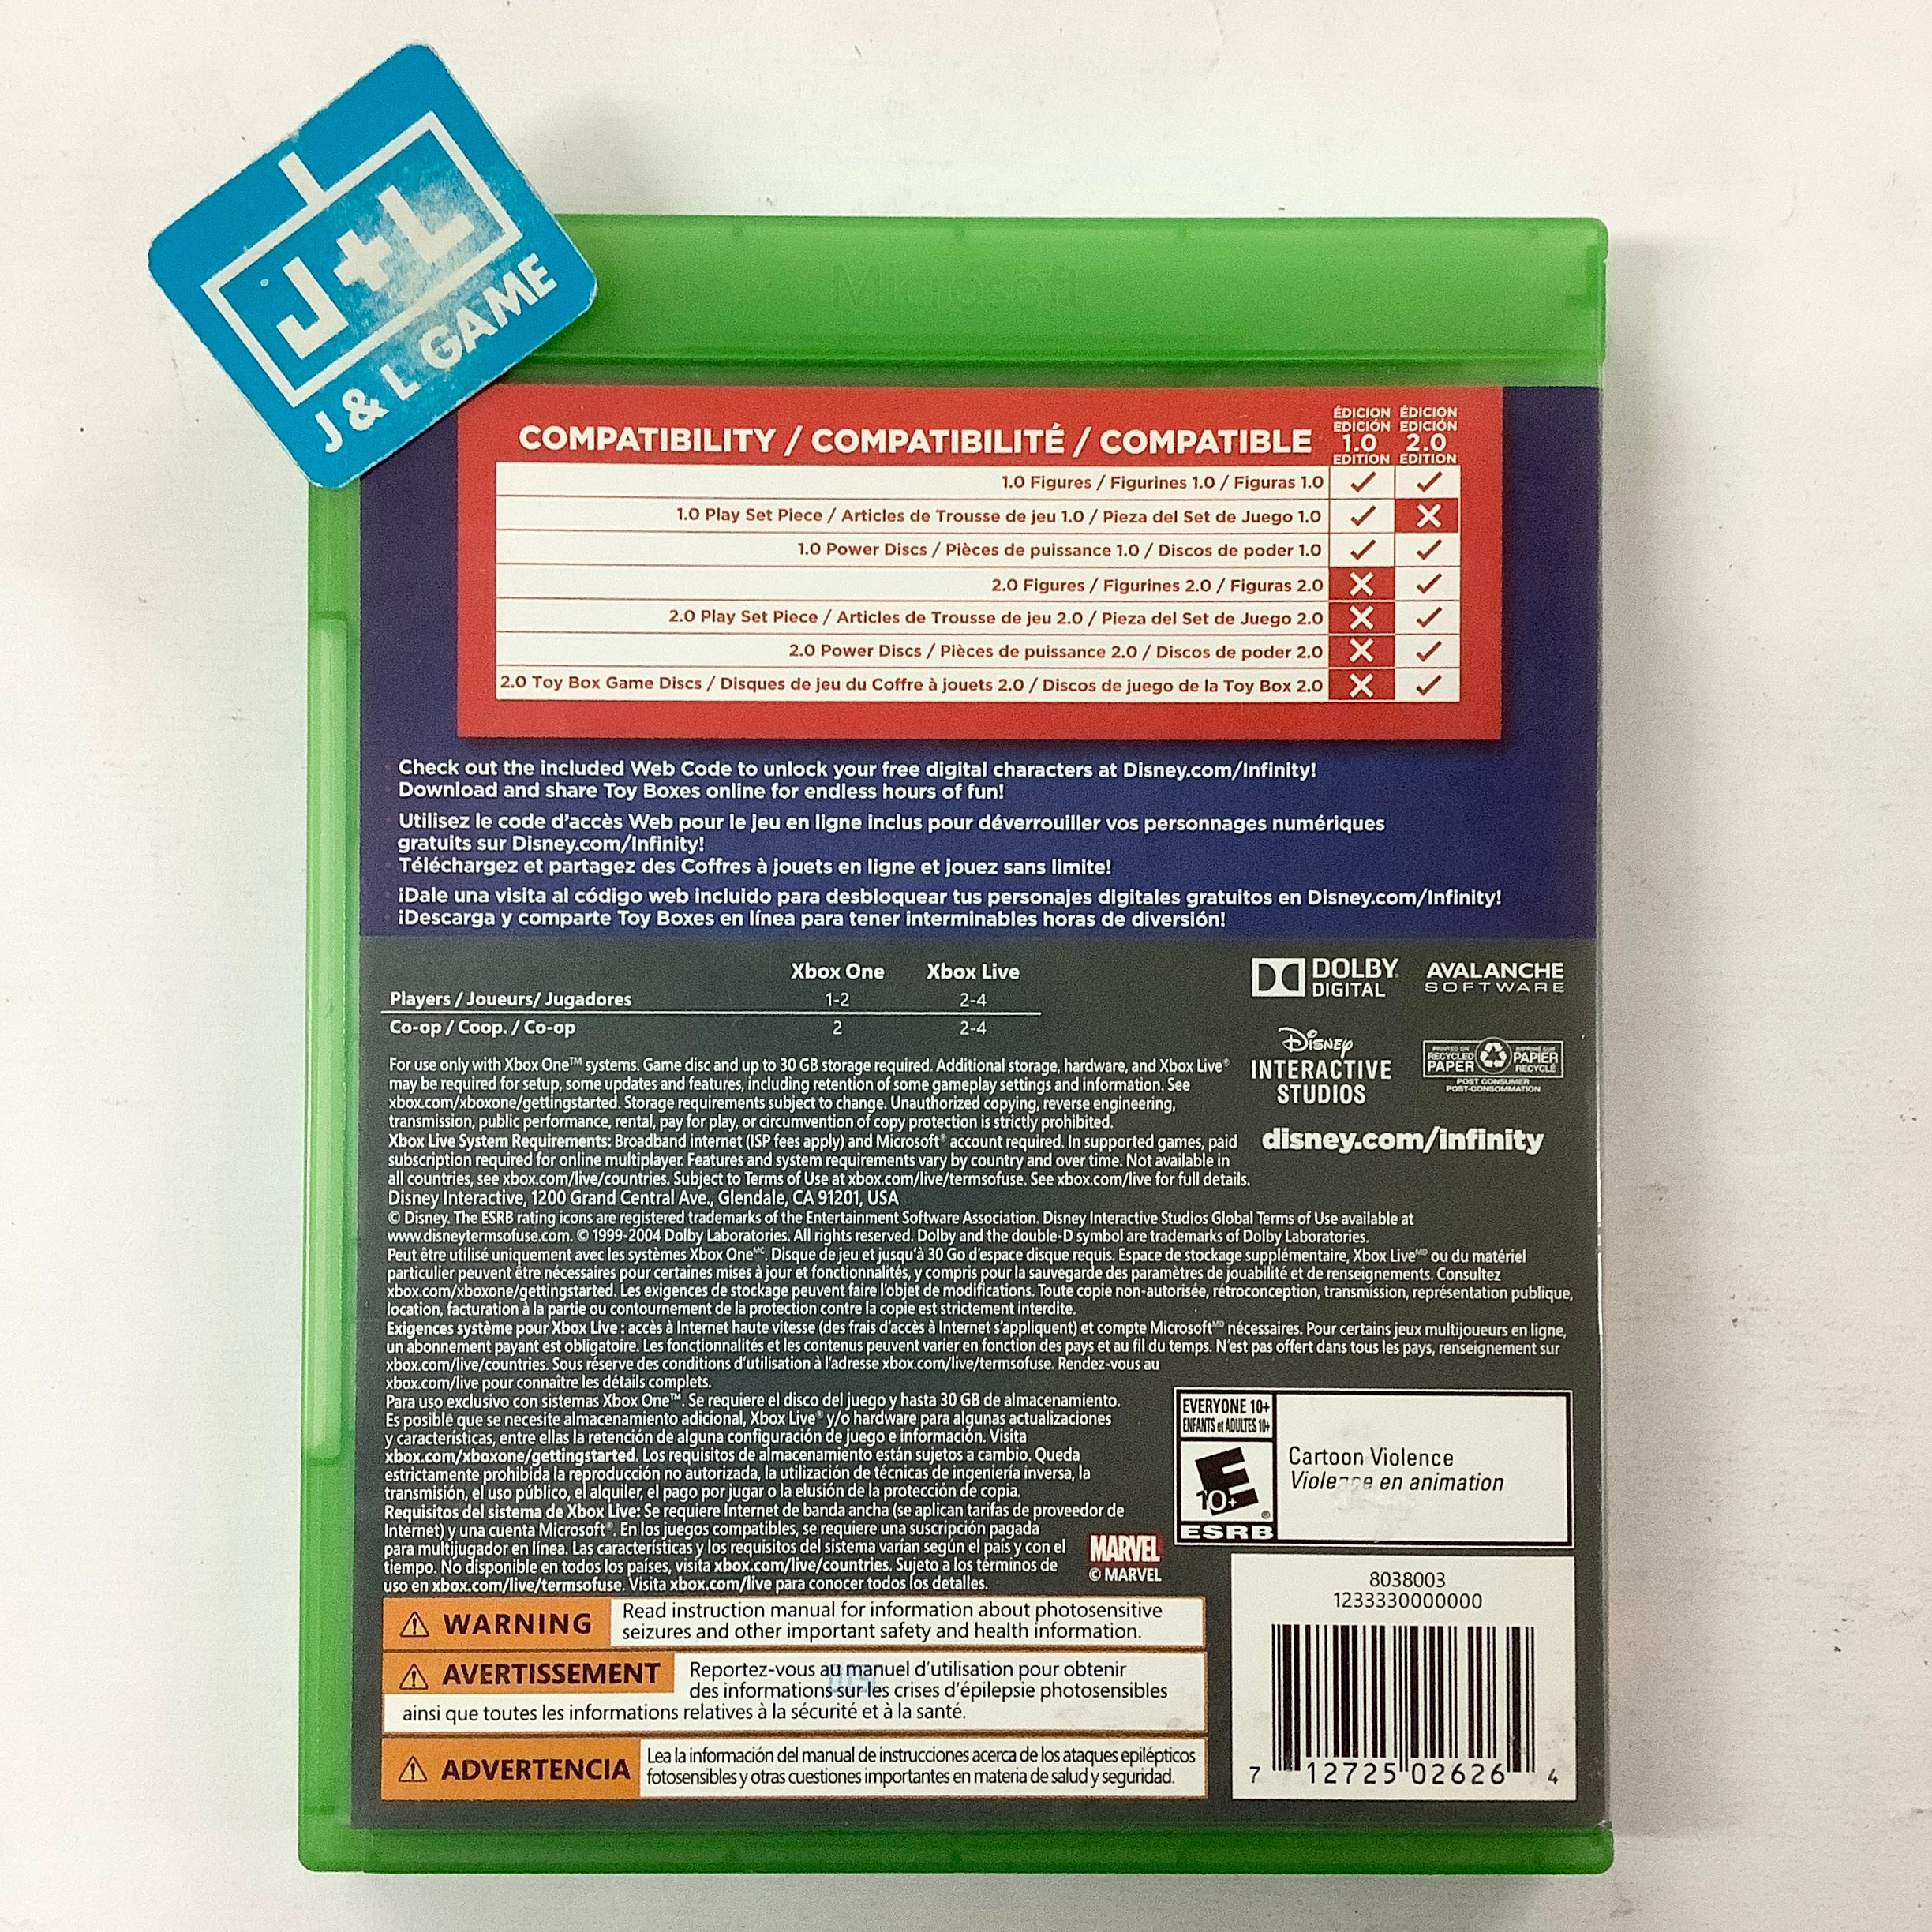 J+L
J & L GAME
Microsoft
COMPATIBILITY / COMPATIBILITÉ / COMPATIBLE
ÉDICION ÉDICION
EDICIÓN EDICIÓN
1.0 2.0
EDITION EDITION
1.0 Figures / Figurines 1.0 / Figuras 1.0 ✓ ✓
1.0 Play Set Piece / Articles de Trousse de jeu 1.0 / Pieza del Set de Juego 1.0 ✓ X
1.0 Power Discs / Pièces de puissance 1.0 / Discos de poder 1.0 ✓ ✓
2.0 Figures / Figurines 2.0 / Figuras 2.0 X ✓
2.0 Play Set Piece / Articles de Trousse de jeu 2.0 / Pieza del Set de Juego 2.0 X ✓
2.0 Power Discs / Pièces de puissance 2.0 / Discos de poder 2.0 X ✓
2.0 Toy Box Game Discs / Disques de jeu du Coffre à jouets 2.0 / Discos de juego de la Toy Box 2.0 X ✓
Check out the included Web Code to unlock your free digital characters at Disney.com/Infinity!
Download and share Toy Boxes online for endless hours of fun!
Utilisez le code d'accès Web pour le jeu en ligne inclus pour déverrouiller vos personnages numériques
gratuits sur Disney.com/Infinity!
Téléchargez et partagez des Coffres à jouets en ligne et jouez sans limite!
¡Dale una visita al código web incluido para desbloquear tus personajes digitales gratuitos en Disney.com/Infinity!
¡Descarga y comparte Toy Boxes en línea para tener interminables horas de diversión!
Xbox One Xbox Live
Players / Joueurs/ Jugadores 1-2 2-4
Co-op / Coop. / Co-op 2 2-4
DOLBY
DIGITAL
AVALANCHE
SOFTWARE
Disney
INTERACTIVE
STUDIOS
PRINTED ON
RECYCLED
PAPER
IMPRIMÉ SUR
PAPIER
RECYCLÉ
POST CONSUMER
POST-CONSOMMATION
disney.com/infinity
For use only with Xbox One™ systems. Game disc and up to 30 GB storage required. Additional storage, hardware, and Xbox Live®
may be required for setup, some updates and features, including retention of some gameplay settings and information. See
xbox.com/xboxone/gettingstarted. Storage requirements subject to change. Unauthorized copying, reverse engineering,
transmission, public performance, rental, pay for play, or circumvention of copy protection is strictly prohibited.
Xbox Live System Requirements: Broadband internet (ISP fees apply) and Microsoft® account required. In supported games, paid
subscription required for online multiplayer. Features and system requirements vary by country and over time. Not available in
all countries, see xbox.com/live/countries. Subject to Terms of Use at xbox.com/live/termsofuse. See xbox.com/live for full details.
Disney Interactive, 1200 Grand Central Ave., Glendale, CA 91201, USA
© Disney. The ESRB rating icons are registered trademarks of the Entertainment Software Association. Disney Interactive Studios Global Terms of Use available at
www.disneytermsofuse.com. © 1999-2004 Dolby Laboratories. All rights reserved. Dolby and the double-D symbol are trademarks of Dolby Laboratories.
Peut être utilisé uniquement avec les systèmes Xbox OneMC. Disque de jeu et jusqu'à 30 Go d'espace disque requis. Espace de stockage supplémentaire, Xbox LiveMD ou du matériel
particulier peuvent être nécessaires pour certaines mises à jour et fonctionnalités, y compris pour la sauvegarde des paramètres de jouabilité et de renseignements. Consultez
xbox.com/xboxone/gettingstarted. Les exigences de stockage peuvent faire l'objet de modifications. Toute copie non-autorisée, rétroconception, transmission, représentation publique,
location, facturation à la partie ou contournement de la protection contre la copie est strictement interdite.
Exigences système pour Xbox Live : accès à Internet haute vitesse (des frais d'accès à Internet s'appliquent) et compte MicrosoftMD nécessaires. Pour certains jeux multijoueurs en ligne,
un abonnement payant est obligatoire. Les fonctionnalités et les contenus peuvent varier en fonction des pays et au fil du temps. N'est pas offert dans tous les pays, renseignement sur
xbox.com/live/countries. Sous réserve des conditions d'utilisation à l'adresse xbox.com/live/termsofuse. Rendez-vous au
xbox.com/live pour connaître les détails complets.
Para uso exclusivo con sistemas Xbox One™. Se requiere el disco del juego y hasta 30 GB de almacenamiento.
Es posible que se necesite almacenamiento adicional, Xbox Live® y/o hardware para algunas actualizaciones
y características, entre ellas la retención de alguna configuración de juego e información. Visita
xbox.com/xboxone/gettingstarted. Los requisitos de almacenamiento están sujetos a cambio. Queda
estrictamente prohibida la reproducción no autorizada, la utilización de técnicas de ingeniería inversa, la
transmisión, el uso público, el alquiler, el pago por jugar o la elusión de la protección de copia.
Requisitos del sistema de Xbox Live: Se requiere Internet de banda ancha (se aplican tarifas de proveedor de
Internet) y una cuenta Microsoft®. En los juegos compatibles, se requiere una suscripción pagada
para multijugador en línea. Las características y los requisitos del sistema varían según el país y con el
tiempo. No disponible en todos los países, visita xbox.com/live/countries. Sujeto a los términos de
uso en xbox.com/live/termsofuse. Visita xbox.com/live para conocer todos los detalles.
MARVEL
© MARVEL
EVERYONE 10+
ENFANTS et ADULTES 10+
E
10+
ESRB
Cartoon Violence
Violence en animation
WARNING
Read instruction manual for information about photosensitive
seizures and other important safety and health information.
AVERTISSEMENT
Reportez-vous au manuel d'utilisation pour obtenir
des informations sur les crises d'épilepsie photosensibles
ainsi que toutes les informations relatives à la sécurité et à la santé.
ADVERTENCIA
Lea la información del manual de instrucciones acerca de los ataques epilépticos
fotosensibles y otras cuestiones importantes en materia de salud y seguridad.
8038003
1233330000000
7 12725 02626 4